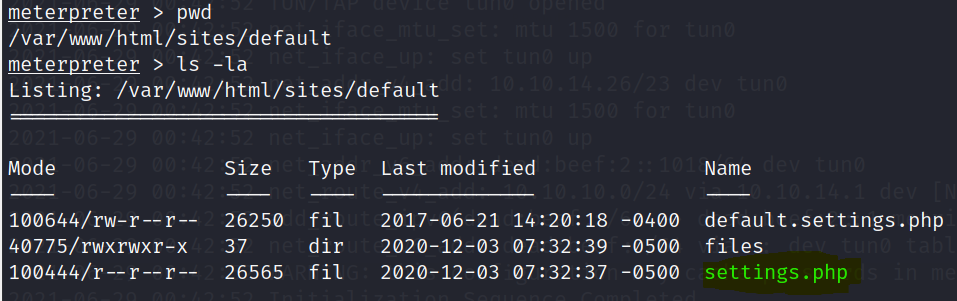 meterpreter > pwd
/var/www/html/sites/default
meterpreter > ls -la
Listing: /var/www/html/sites/default
====================================
Mode Size Type Last modified Name
---- ---- ---- ------------- ----
100644/rw-r--r-- 26250 fil 2017-06-21 14:20:18 -0400 default.settings.php
40775/rwxrwxr-x 37 dir 2020-12-03 07:32:39 -0500 files
100444/r--r--r-- 26565 fil 2020-12-03 07:32:37 -0500 settings.php